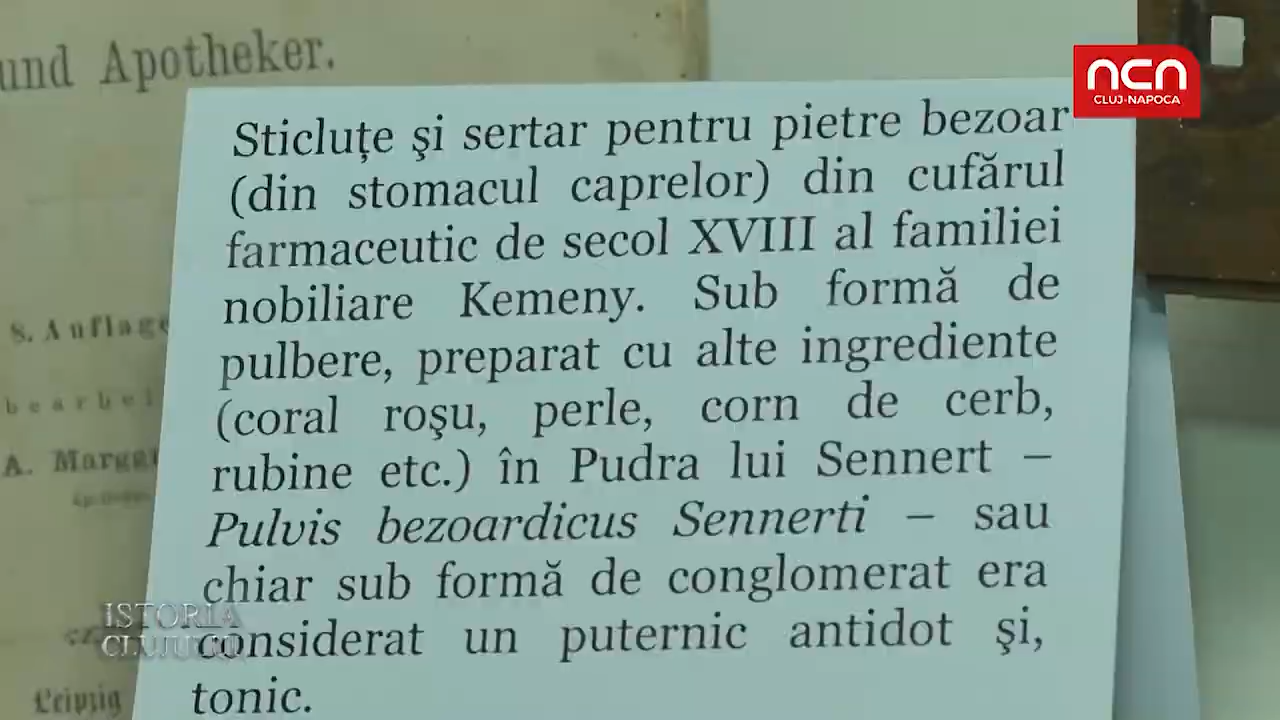 und Apotheker.
ncn
CLUJ-NAPOCA
Sticluțe şi sertar pentru pietre bezoar
(din stomacul caprelor) din cufărul
farmaceutic de secol XVIII al familiei
nobiliare Kemeny. Sub formă de
pulbere, preparat cu alte ingrediente
(coral roşu, perle, corn de cerb,
rubine etc.) în Pudra lui Sennert –
Pulvis bezoardicus Sennerti – sau
chiar sub formă de conglomerat era
considerat un puternic antidot şi,
tonic.
8. Auflage
bearbei
A.
ISTORIA
CLUJULUI
Leipzig